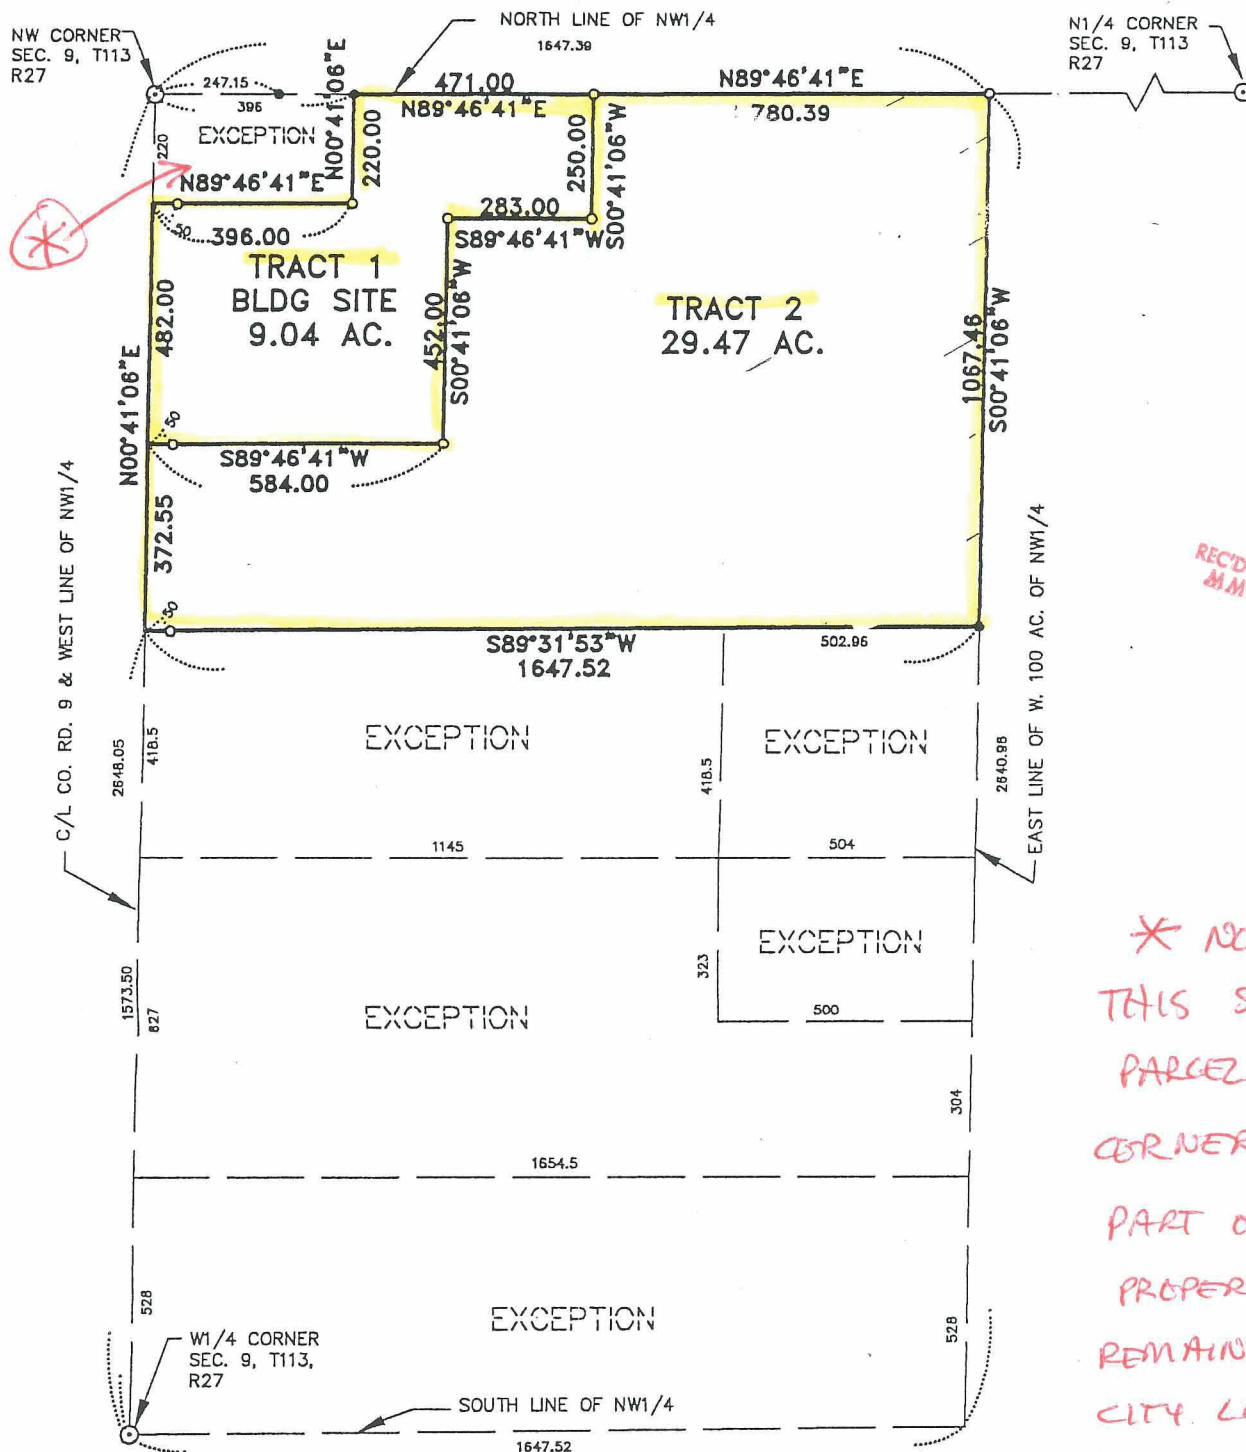 NW CORNER
SEC. 9, T113
R27
NORTH LINE OF NW1/4
1647.39
N1/4 CORNER
SEC. 9, T113
R27
247.15
396
EXCEPTION
220
N00°41'06"E
220.00
471.00
N89°46'41"E
N89°46'41"E
780.39
250.00
S00°41'06"W
N89°46'41"E
50
396.00
283.00
S89°46'41"W
TRACT 1
BLDG SITE
9.04 AC.
482.00
N00°41'06"E
452.00
S00°41'06"W
TRACT 2
29.47 AC.
1067.46
S00°41'06"W
50
S89°46'41"W
584.00
372.55
50
S89°31'53"W
1647.52
502.96
C/L CO. RD. 9 & WEST LINE OF NW1/4
EAST LINE OF W. 100 AC. OF NW1/4
REC'D
EXCEPTION
EXCEPTION
2648.05
418.5
418.5
2640.98
1145
504
EXCEPTION
323
500
1573.50
627
EXCEPTION
304
1654.5
528
EXCEPTION
528
W1/4 CORNER
SEC. 9, T113,
R27
SOUTH LINE OF NW1/4
1647.52
* NO
THIS S
PARCEL
CORNER
PART O
PROPER
REMAIN
CITY LI